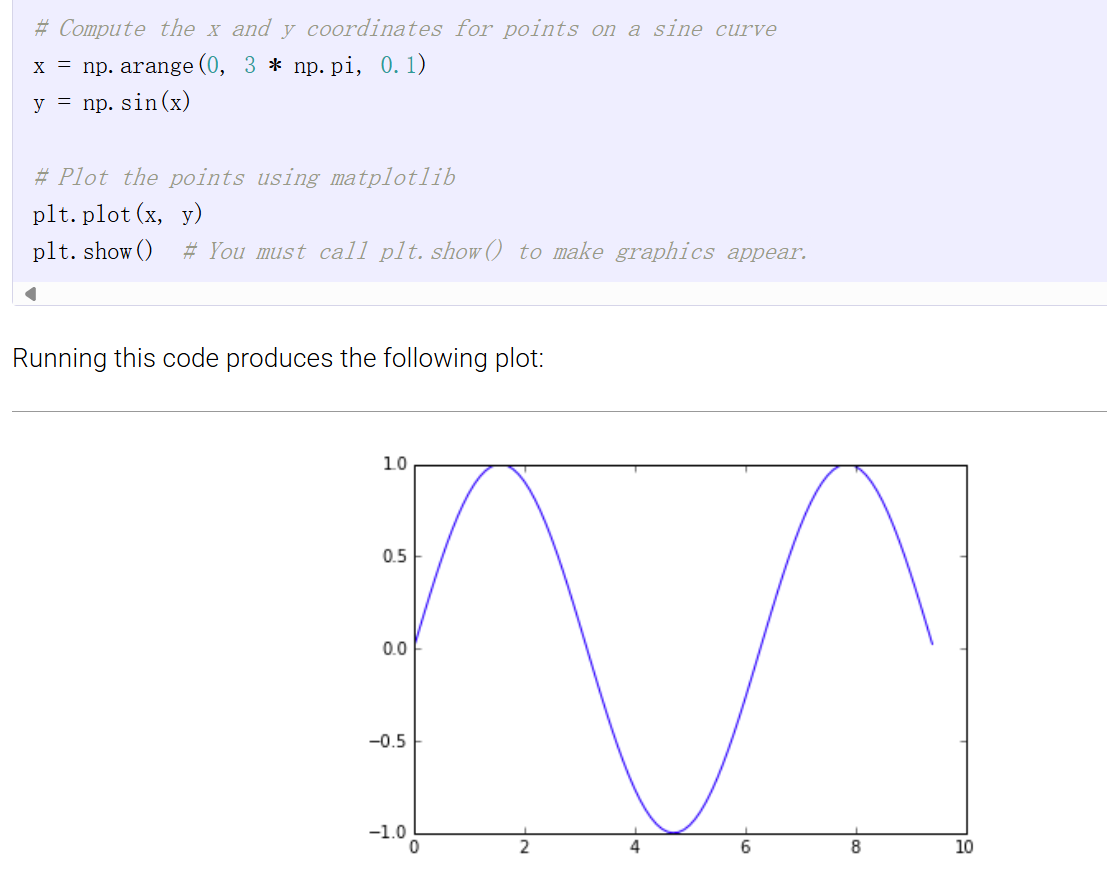 # Compute the x and y coordinates for points on a sine curve
x = np.arange(0, 3 * np.pi, 0.1)
y = np.sin(x)
# Plot the points using matplotlib
plt.plot(x, y)
plt.show()  # You must call plt.show() to make graphics appear.
Running this code produces the following plot:
1.0
0.5
0.0
−0.5
−1.0
0 2 4 6 8 10